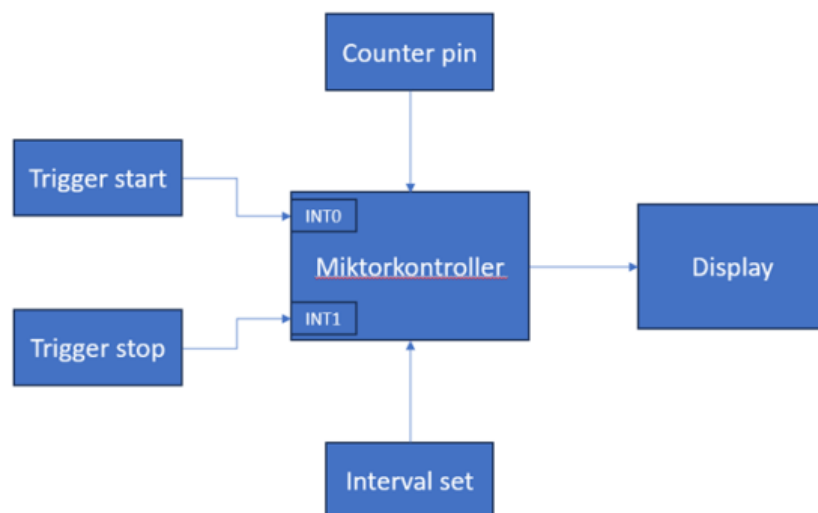 Counter pin
Trigger start
INT0
Miktorkontroller
Display
INT1
Trigger stop
Interval set